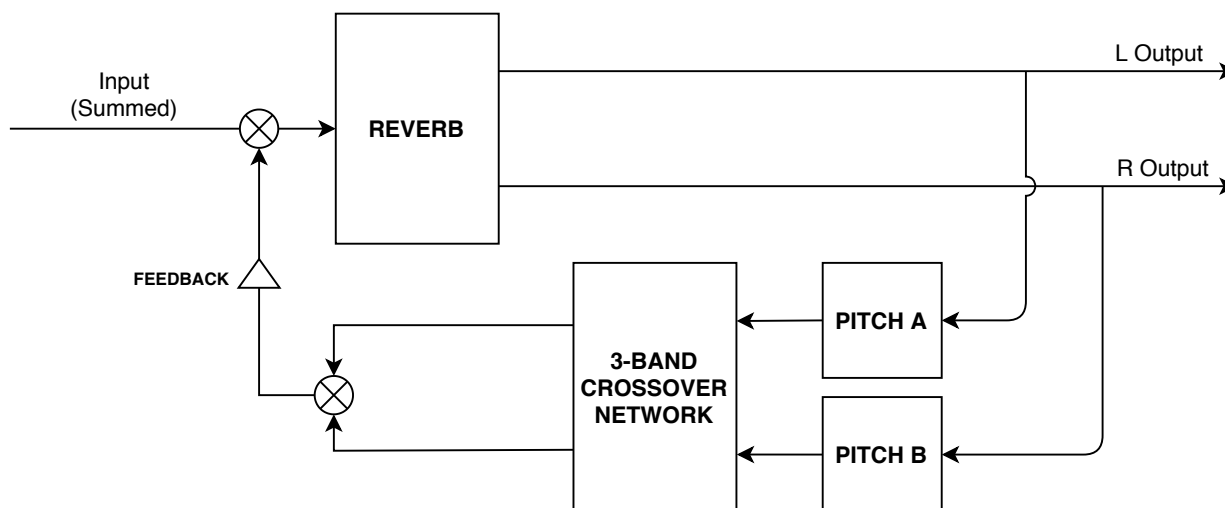 L Output
Input
(Summed)
REVERB
R Output
FEEDBACK
PITCH A
3-BAND
CROSSOVER
NETWORK
PITCH B